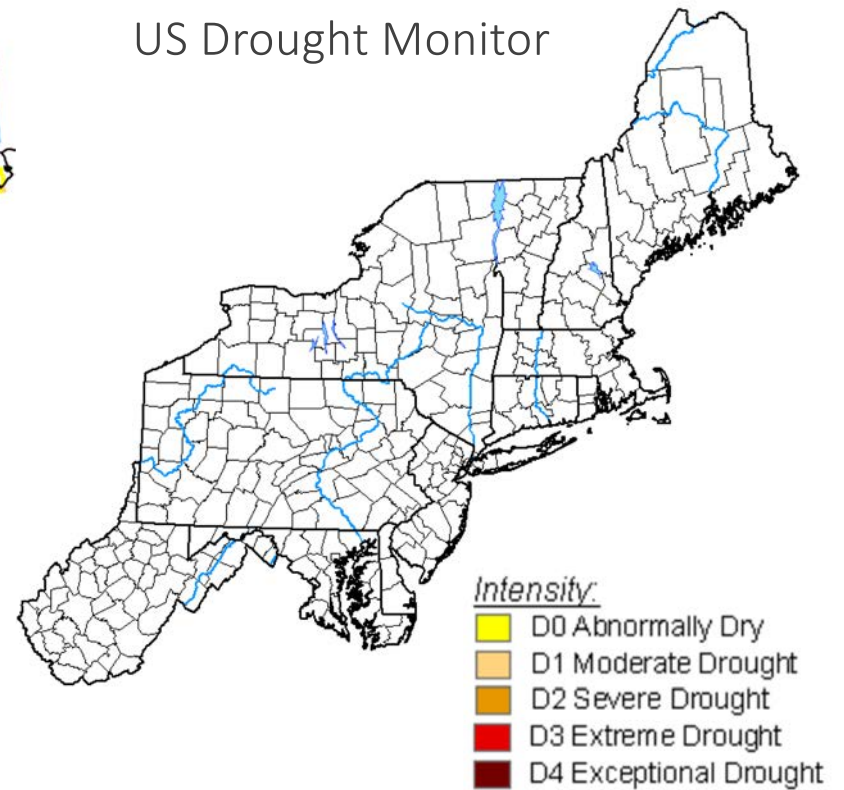 US Drought Monitor
Intensity:
D0 Abnormally Dry
D1 Moderate Drought
D2 Severe Drought
D3 Extreme Drought
D4 Exceptional Drought